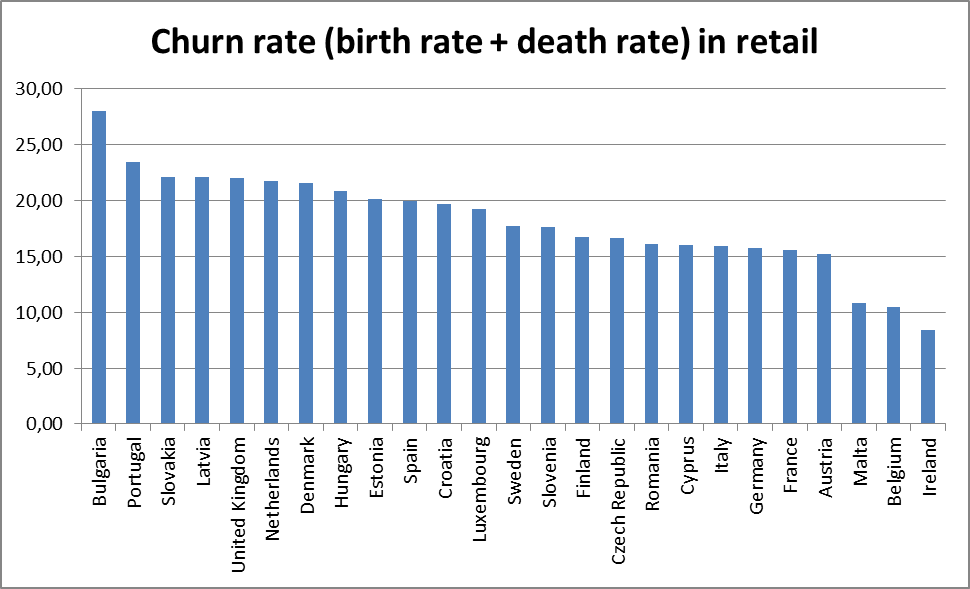 Churn rate (birth rate + death rate) in retail
30,00
25,00
20,00
15,00
10,00
5,00
0,00
Bulgaria
Portugal
Slovakia
Latvia
United Kingdom
Netherlands
Denmark
Hungary
Estonia
Spain
Croatia
Luxembourg
Sweden
Slovenia
Finland
Czech Republic
Romania
Cyprus
Italy
Germany
France
Austria
Malta
Belgium
Ireland